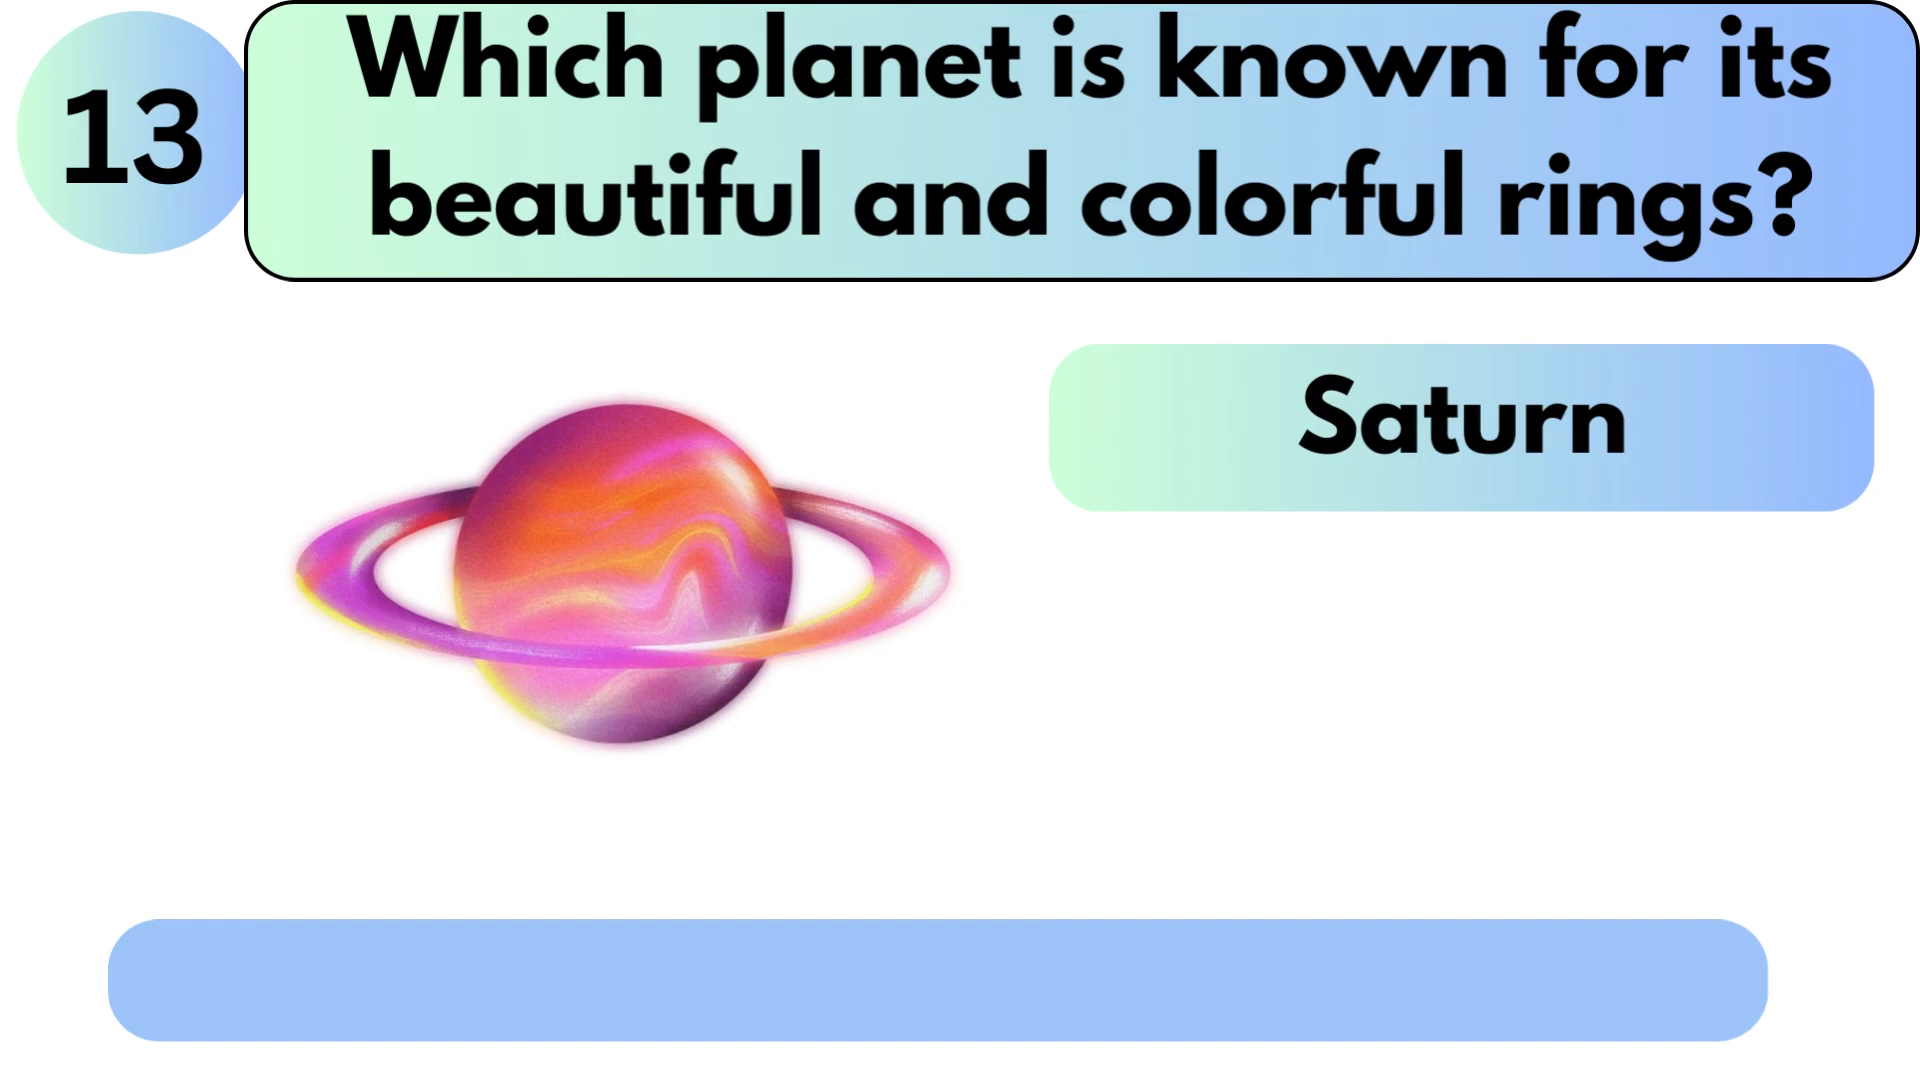 13
Which planet is known for its
beautiful and colorful rings?
Saturn